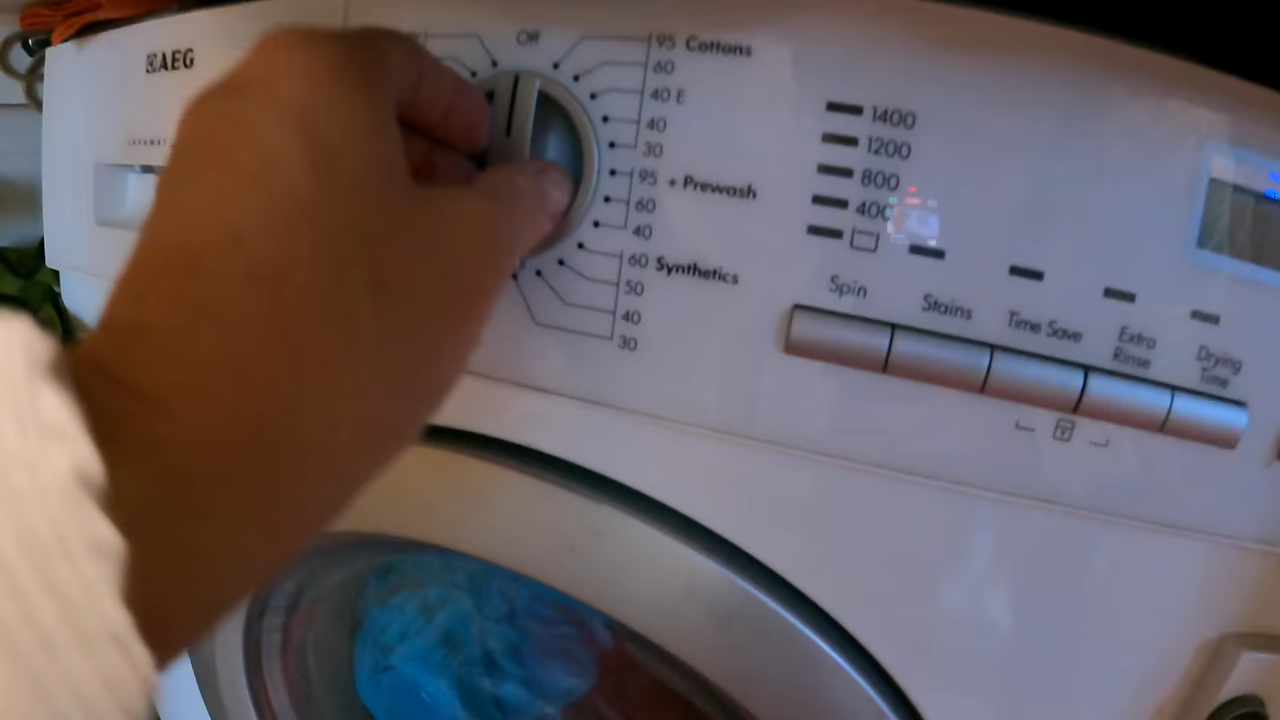 AEG
Off
95 Cottons
60
40 E
40
30
95 + Prewash
60
40
60 Synthetics
50
40
30
1400
1200
800
400
Spin
Stains
Time Save
Extra Rinse
Drying Time